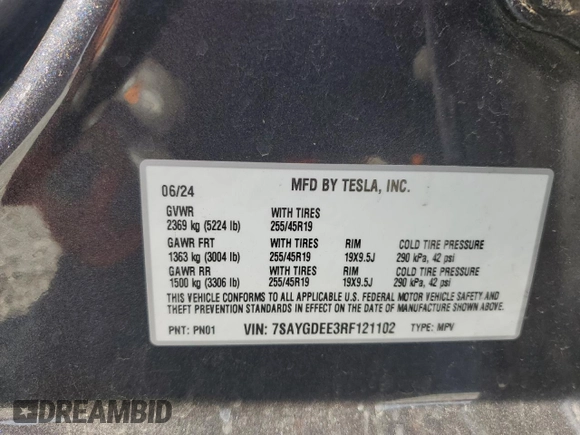 06/24 MFD BY TESLA, INC.
GVWR WITH TIRES
2369 kg (5224 lb) 255/45R19
GAWR FRT WITH TIRES RIM COLD TIRE PRESSURE
1363 kg (3004 lb) 255/45R19 19X9.5J 290 kPa, 42 psi
GAWR RR WITH TIRES RIM COLD TIRE PRESSURE
1500 kg (3306 lb) 255/45R19 19X9.5J 290 kPa, 42 psi
THIS VEHICLE CONFORMS TO ALL APPLICABLE U.S. FEDERAL MOTOR VEHICLE SAFETY AND
THEFT PREVENTION STANDARDS IN EFFECT ON THE DATE OF MANUFACTURE SHOWN ABOVE.
PNT: PN01 VIN: 7SAYGDEE3RF121102 TYPE: MPV
DREAMBID